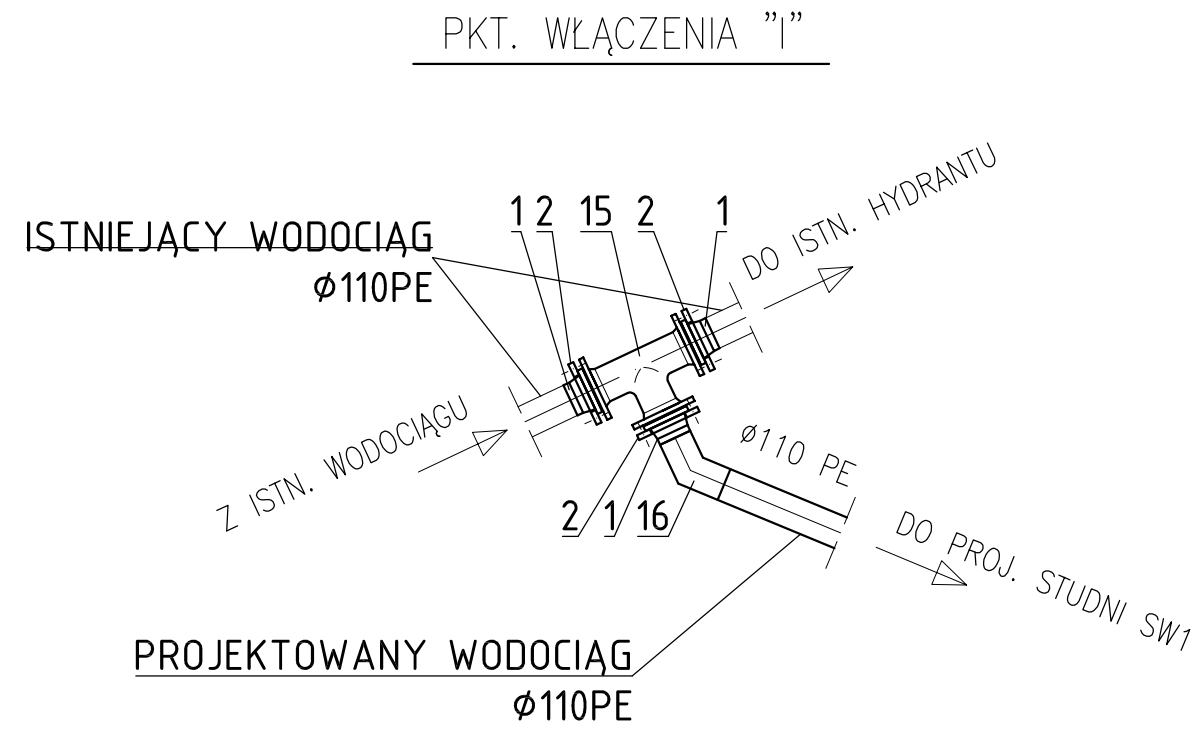 PKT. WŁĄCZENIA "I"
1 2 15 2 1
DO ISTN. HYDRANTU
ISTNIEJĄCY WODOCIĄG
Ø110PE
Z ISTN. WODOCIĄGU
Ø110 PE
2 1 16
DO PROJ. STUDNI SW1
PROJEKTOWANY WODOCIĄG
Ø110PE